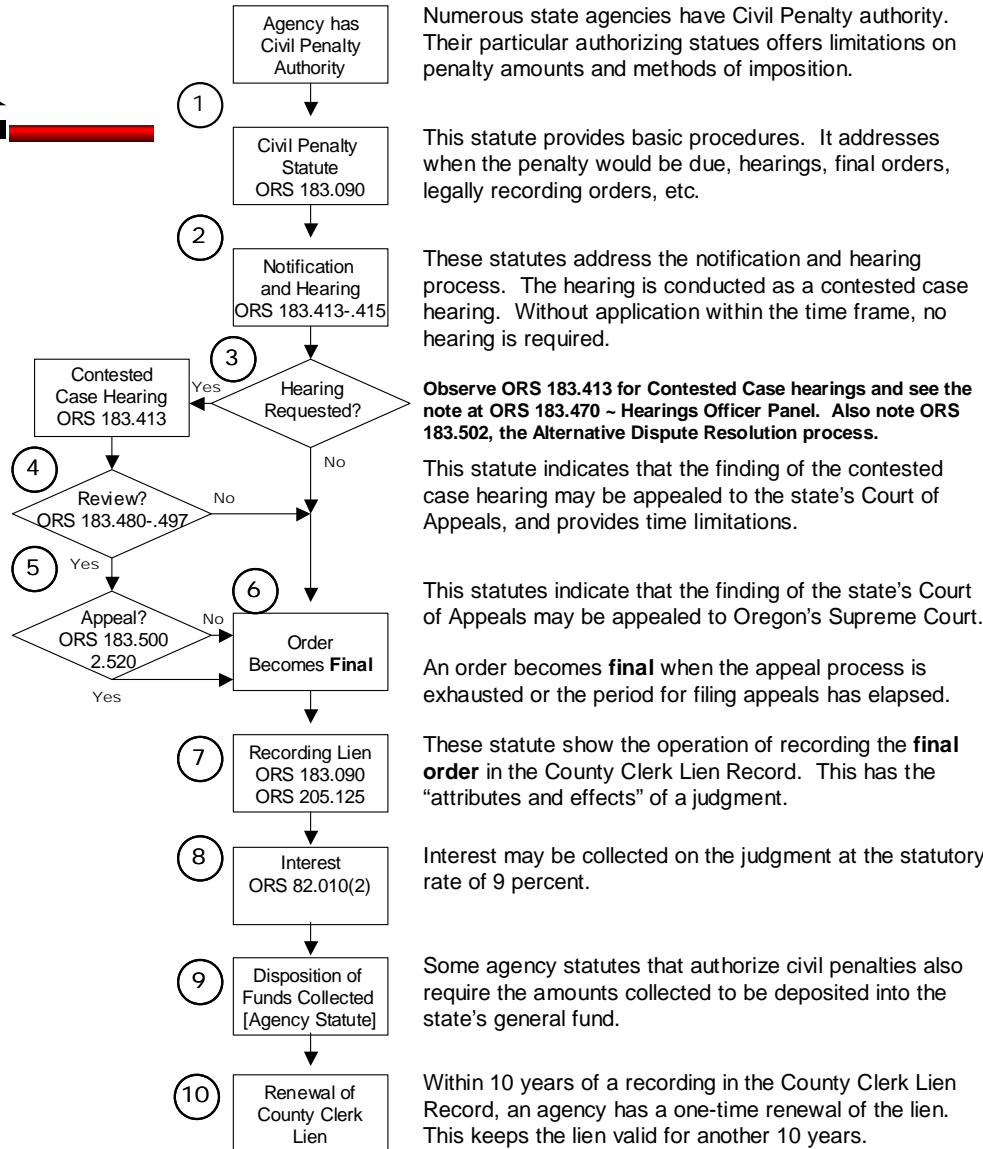 Agency has
Civil Penalty
Authority
Numerous state agencies have Civil Penalty authority.
Their particular authorizing statues offers limitations on
penalty amounts and methods of imposition.
1
Civil Penalty
Statute
ORS 183.090
This statute provides basic procedures. It addresses
when the penalty would be due, hearings, final orders,
legally recording orders, etc.
2
Notification
and Hearing
ORS 183.413-.415
These statutes address the notification and hearing
process. The hearing is conducted as a contested case
hearing. Without application within the time frame, no
hearing is required.
3
Hearing
Requested?
Yes
No
Contested
Case Hearing
ORS 183.413
Observe ORS 183.413 for Contested Case hearings and see the
note at ORS 183.470 ~ Hearings Officer Panel. Also note ORS
183.502, the Alternative Dispute Resolution process.
4
Review?
ORS 183.480-.497
No
Yes
This statute indicates that the finding of the contested
case hearing may be appealed to the state's Court of
Appeals, and provides time limitations.
5
Appeal?
ORS 183.500
2.520
No
Yes
This statutes indicate that the finding of the state's Court
of Appeals may be appealed to Oregon's Supreme Court.
6
Order
Becomes Final
An order becomes final when the appeal process is
exhausted or the period for filing appeals has elapsed.
7
Recording Lien
ORS 183.090
ORS 205.125
These statute show the operation of recording the final
order in the County Clerk Lien Record. This has the
“attributes and effects” of a judgment.
8
Interest
ORS 82.010(2)
Interest may be collected on the judgment at the statutory
rate of 9 percent.
9
Disposition of
Funds Collected
[Agency Statute]
Some agency statutes that authorize civil penalties also
require the amounts collected to be deposited into the
state's general fund.
10
Renewal of
County Clerk
Lien
Within 10 years of a recording in the County Clerk Lien
Record, an agency has a one-time renewal of the lien.
This keeps the lien valid for another 10 years.